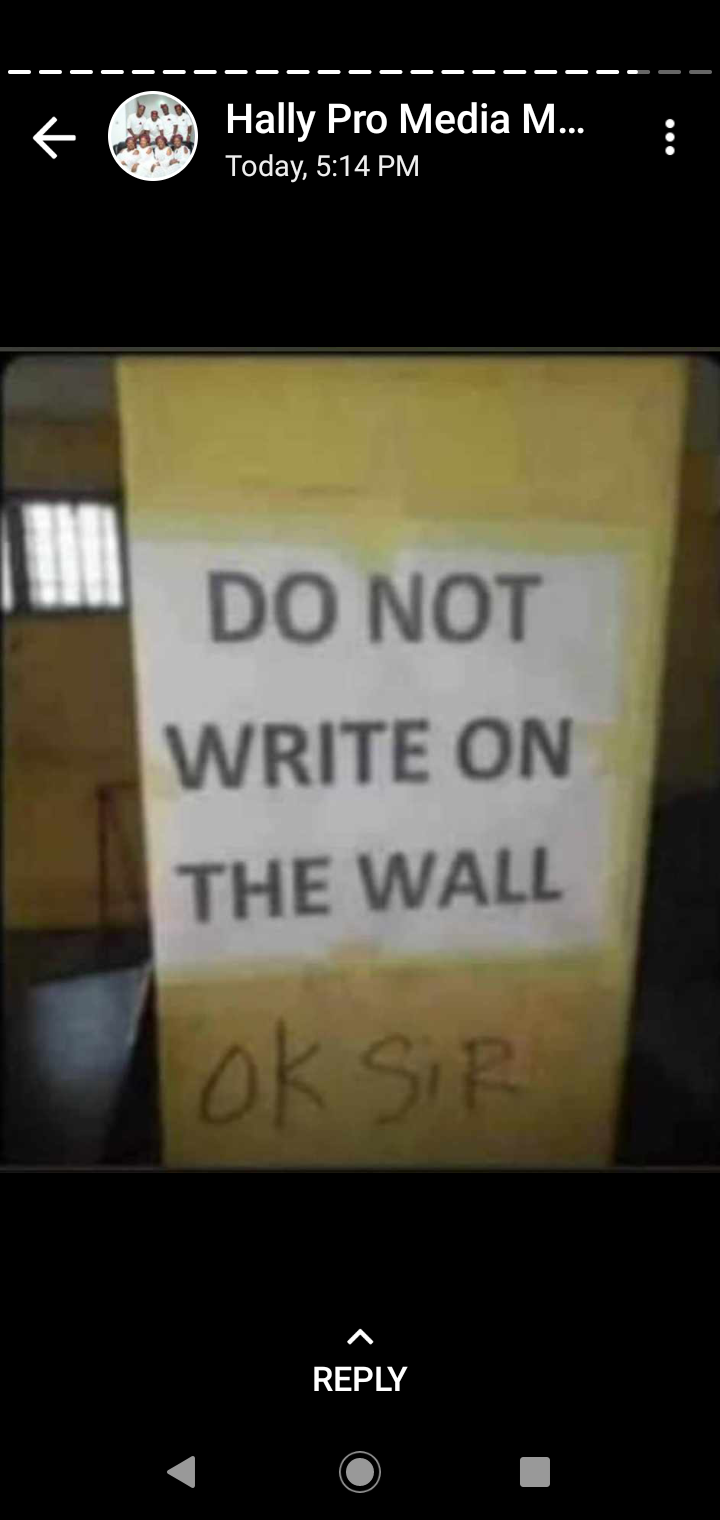 Hally Pro Media M...
Today, 5:14 PM
DO NOT
WRITE ON
THE WALL
OK SiR
REPLY